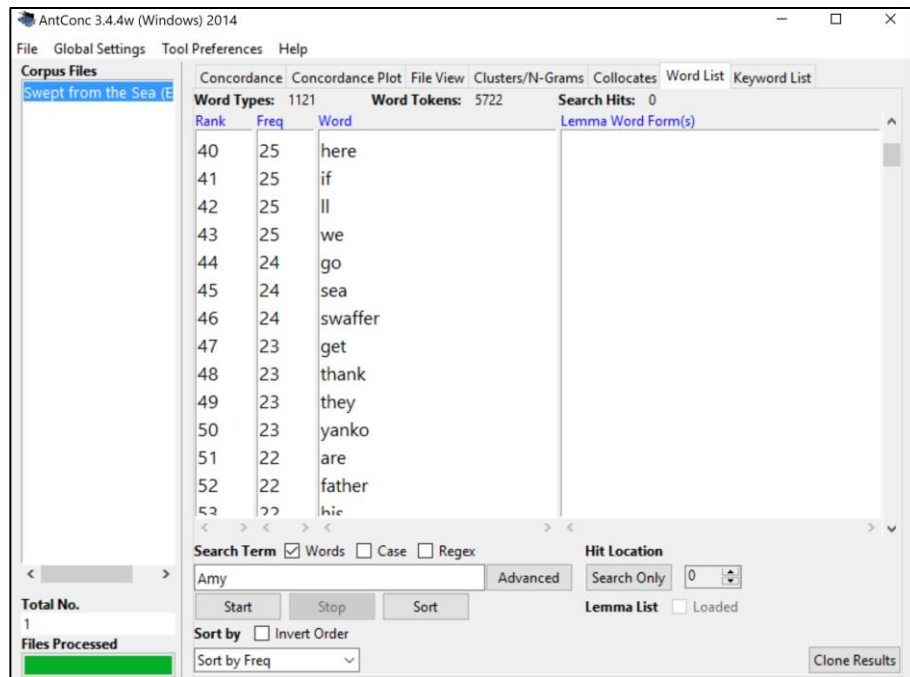 AntConc 3.4.4w (Windows) 2014
File Global Settings Tool Preferences Help
Corpus Files
Swept from the Sea (E
Concordance Concordance Plot File View Clusters/N-Grams Collocates Word List Keyword List
Word Types: 1121 Word Tokens: 5722 Search Hits: 0
Rank Freq Word Lemma Word Form(s)
40 25 here
41 25 if
42 25 ll
43 25 we
44 24 go
45 24 sea
46 24 swaffer
47 23 get
48 23 thank
49 23 they
50 23 yanko
51 22 are
52 22 father
53 22 his
Search Term Words Case Regex Hit Location
Amy Advanced Search Only 0
Total No. Start Stop Sort Lemma List Loaded
1
Files Processed Sort by Invert Order
Sort by Freq Clone Results